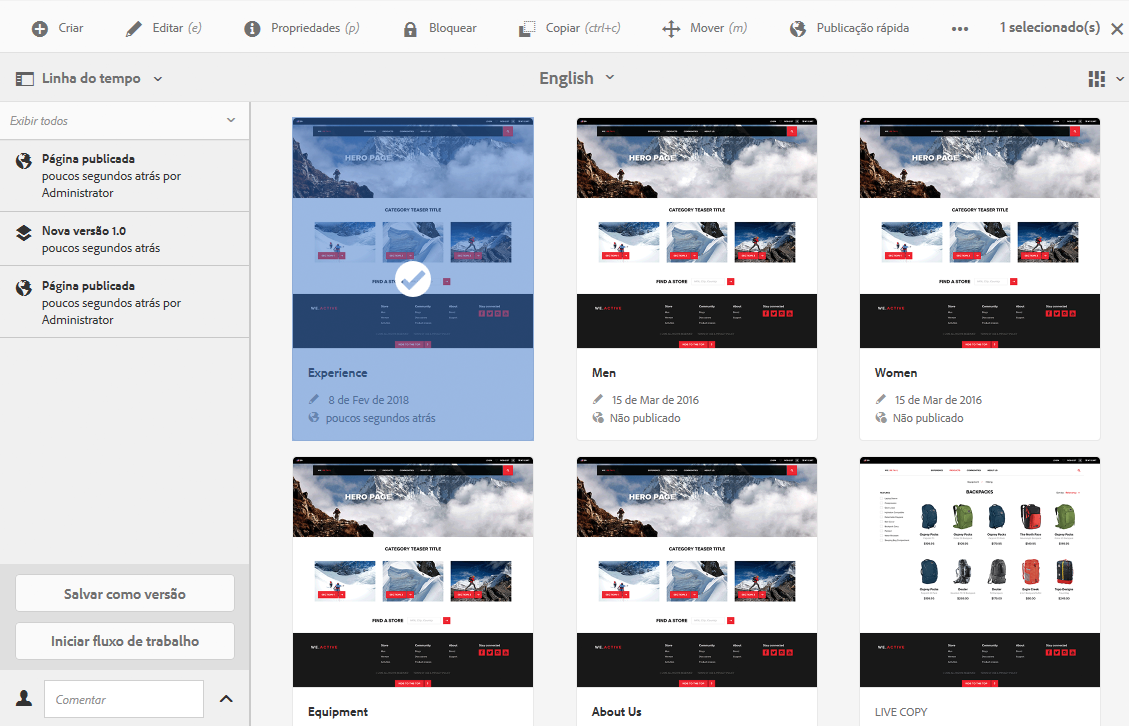 Criar Editar (e) Propriedades (p) Bloquear Copiar (ctrl+c) Mover (m) Publicação rápida 1 selecionado(s)
Linha do tempo English
Exibir todos
Página publicada
poucos segundos atrás por
Administrator
Nova versão 1.0
poucos segundos atrás
Página publicada
poucos segundos atrás por
Administrator
Salvar como versão
Iniciar fluxo de trabalho
Comentar
HERO PAGE
CATEGORY TEASER TITLE
Experience
8 de Fev de 2018
poucos segundos atrás
HERO PAGE
CATEGORY TEASER TITLE
FIND A STORE
Men
15 de Mar de 2016
Não publicado
HERO PAGE
CATEGORY TEASER TITLE
FIND A STORE
Women
15 de Mar de 2016
Não publicado
HERO PAGE
CATEGORY TEASER TITLE
FIND A STORE
Equipment
HERO PAGE
CATEGORY TEASER TITLE
FIND A STORE
About Us
BACKPACKS
LIVE COPY